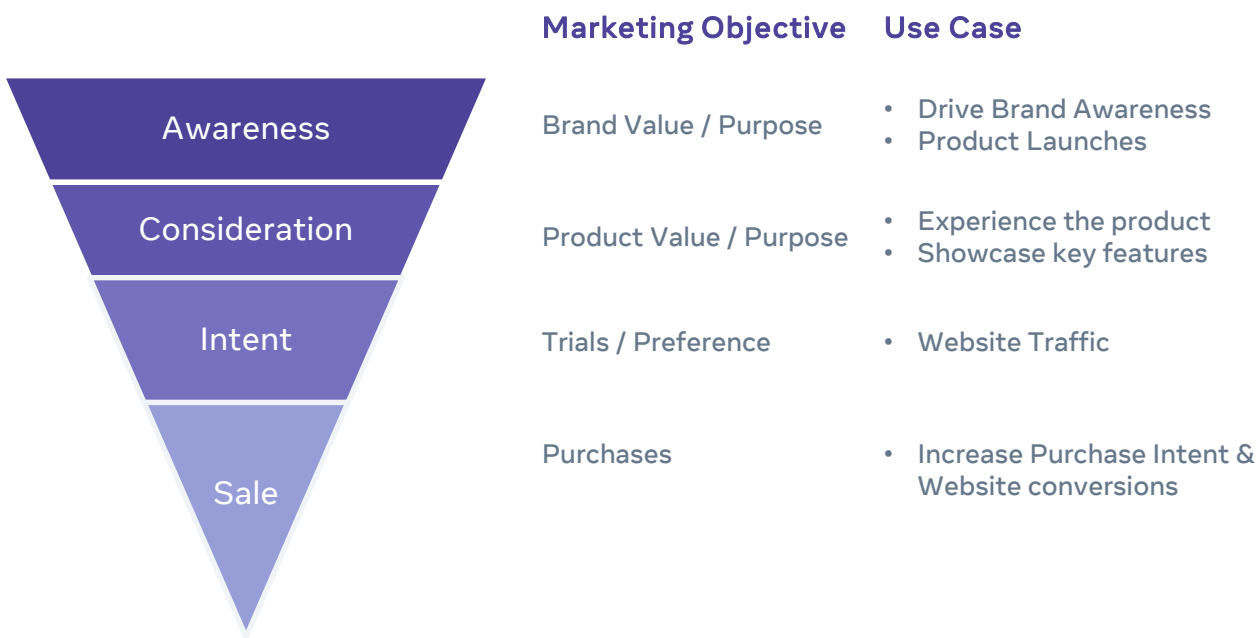 Marketing Objective Use Case
Awareness
Brand Value / Purpose
• Drive Brand Awareness
• Product Launches
Consideration
Product Value / Purpose
• Experience the product
• Showcase key features
Intent
Trials / Preference
• Website Traffic
Sale
Purchases
• Increase Purchase Intent &
Website conversions